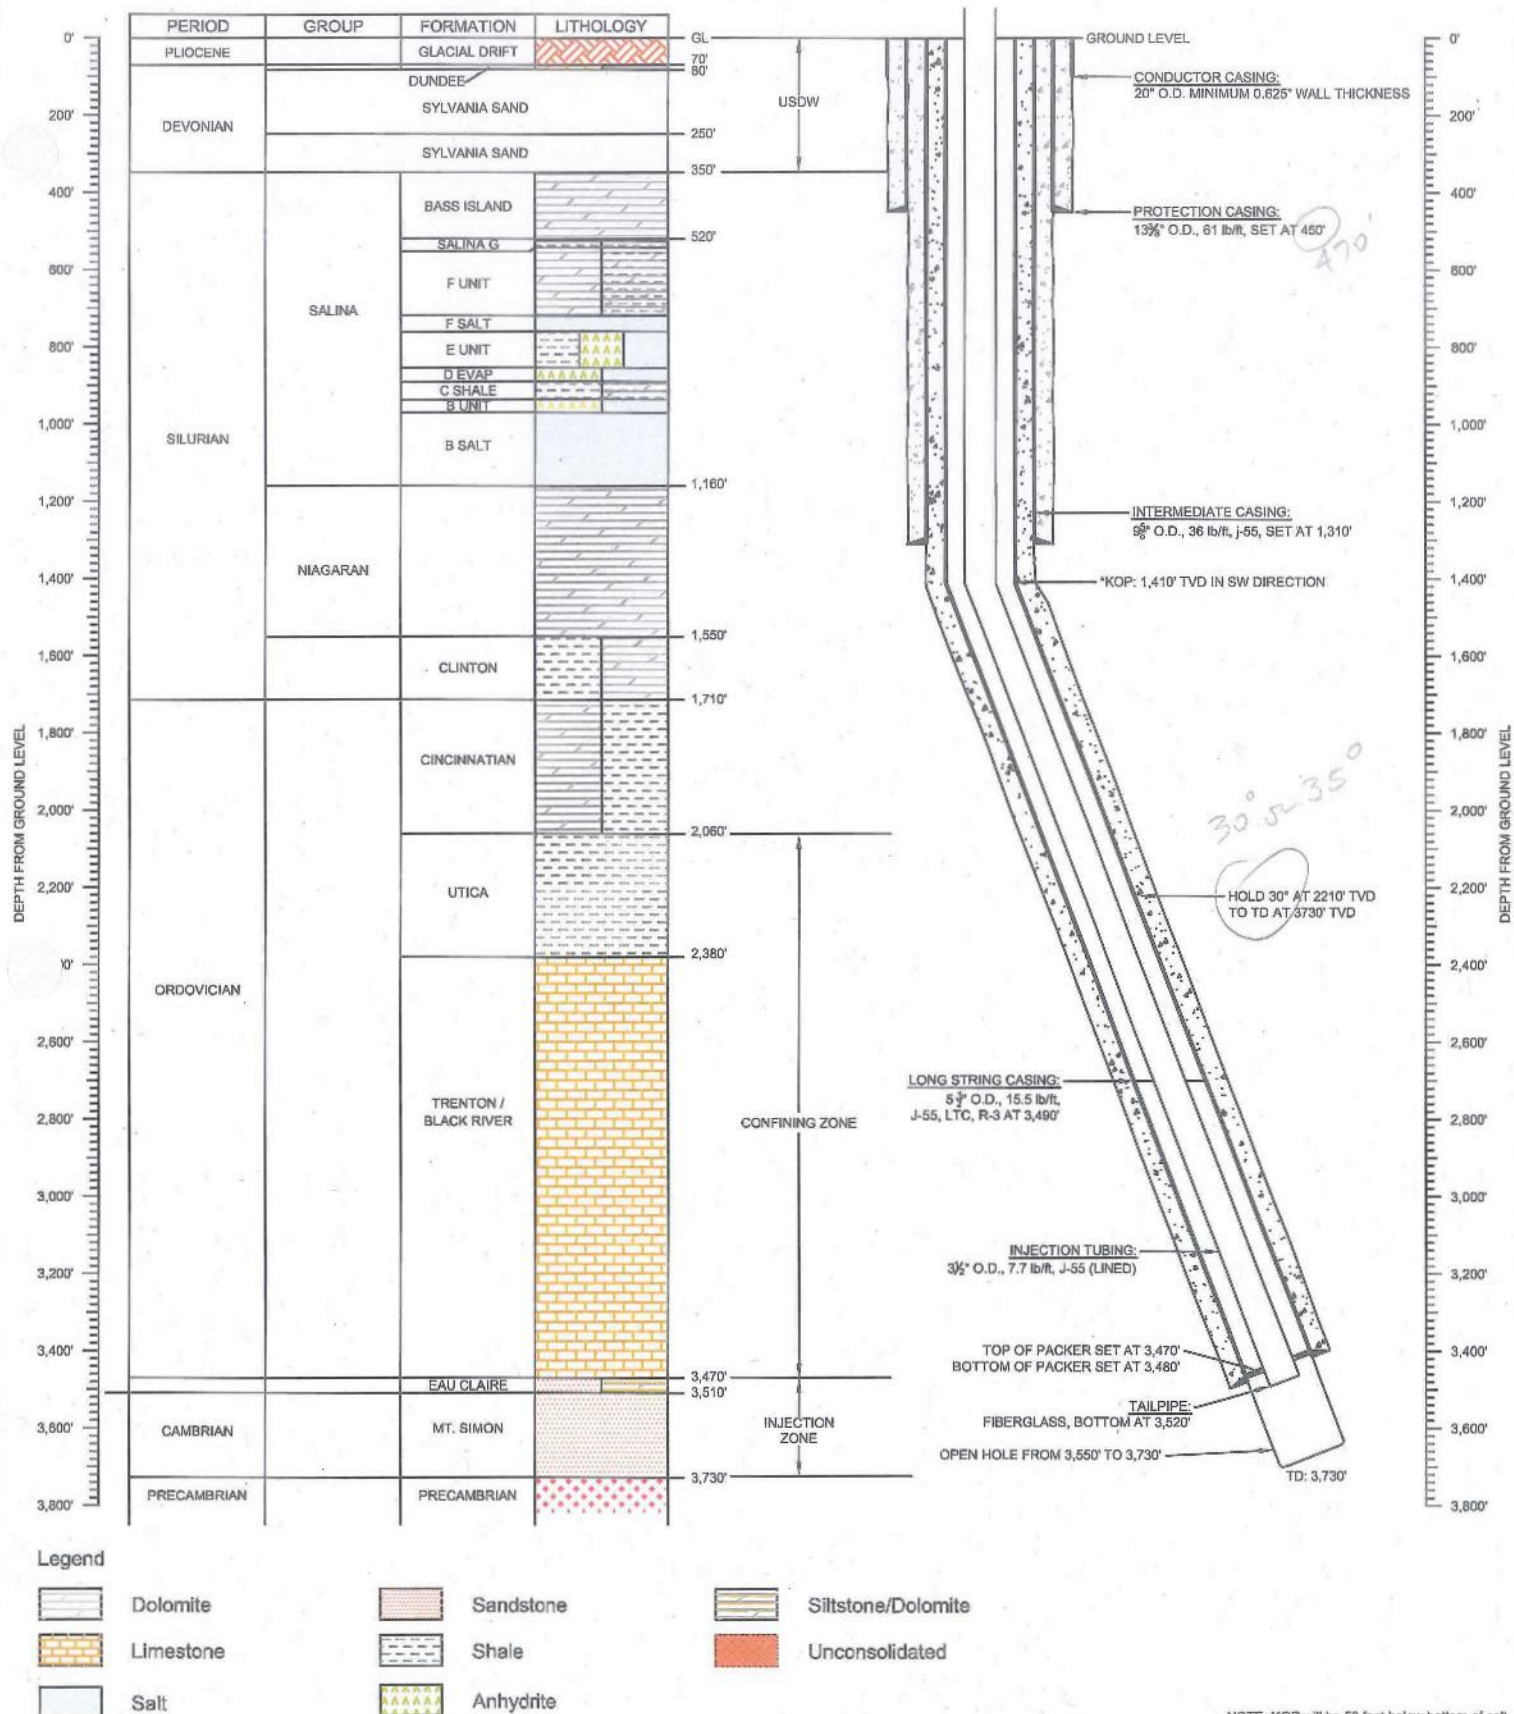 PERIOD GROUP FORMATION LITHOLOGY
PLIOCENE GLACIAL DRIFT
DUNDEE
SYLVANIA SAND
DEVONIAN
SYLVANIA SAND
BASS ISLAND
SALINA G
F UNIT
SALINA
F SALT
E UNIT
D EVAP
C SHALE
B UNIT
SILURIAN
B SALT
NIAGARAN
CLINTON
CINCINNATIAN
UTICA
ORDOVICIAN
TRENTON /
BLACK RIVER
EAU CLAIRE
CAMBRIAN
MT. SIMON
PRECAMBRIAN PRECAMBRIAN
DEPTH FROM GROUND LEVEL
0'
200'
400'
600'
800'
1,000'
1,200'
1,400'
1,600'
1,800'
2,000'
2,200'
00'
2,600'
2,800'
3,000'
3,200'
3,400'
3,600'
3,800'
GL
70'
80'
250'
350'
520'
1,160'
1,550'
1,710'
2,060'
2,380'
3,470'
3,510'
3,730'
USDW
CONFINING ZONE
INJECTION
ZONE
GROUND LEVEL
CONDUCTOR CASING:
20" O.D. MINIMUM 0.625" WALL THICKNESS
PROTECTION CASING:
13⅜" O.D., 61 lb/ft, SET AT 450'
470'
INTERMEDIATE CASING:
9⅝" O.D., 36 lb/ft, j-55, SET AT 1,310'
*KOP: 1,410' TVD IN SW DIRECTION
30° 35°
HOLD 30° AT 2210' TVD
TO TD AT 3730' TVD
LONG STRING CASING:
5½" O.D., 15.5 lb/ft,
J-55, LTC, R-3 AT 3,490'
INJECTION TUBING:
3½" O.D., 7.7 lb/ft, J-55 (LINED)
TOP OF PACKER SET AT 3,470'
BOTTOM OF PACKER SET AT 3,480'
TAILPIPE:
FIBERGLASS, BOTTOM AT 3,520'
OPEN HOLE FROM 3,550' TO 3,730'
TD: 3,730'
0'
200'
400'
600'
800'
1,000'
1,200'
1,400'
1,600'
1,800'
2,000'
2,200'
2,400'
2,600'
2,800'
3,000'
3,200'
3,400'
3,600'
3,800'
DEPTH FROM GROUND LEVEL
Legend
Dolomite Sandstone Siltstone/Dolomite
Limestone Shale Unconsolidated
Salt Anhydrite
NOTE: KOP will be 50 feet below bottom of salt